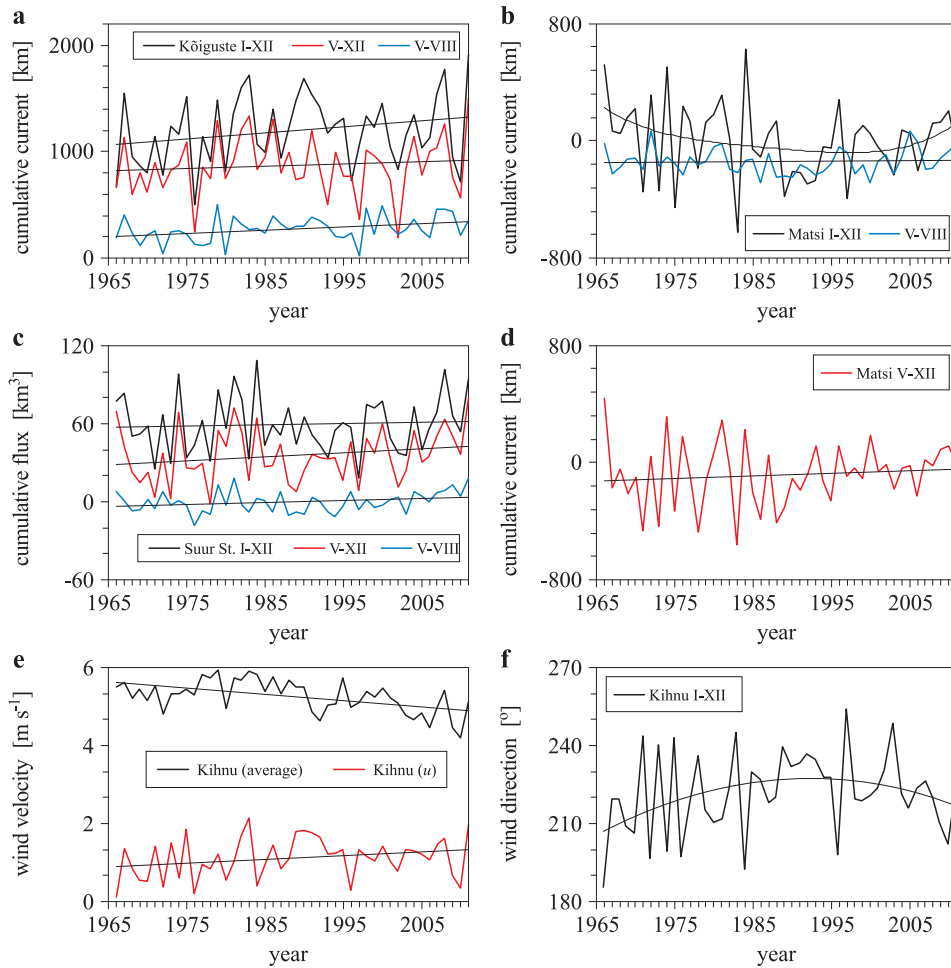 a
cumulative current [km]
2000
1000
0
Kõiguste I-XII V-XII V-VIII
1965 1975 1985 1995 2005
year
b
cumulative current [km]
800
0
-800
Matsi I-XII V-VIII
1965 1975 1985 1995 2005
year
c
cumulative flux [km³]
120
60
0
-60
Suur St. I-XII V-XII V-VIII
1965 1975 1985 1995 2005
year
d
cumulative current [km]
800
0
-800
Matsi V-XII
1965 1975 1985 1995 2005
year
e
wind velocity [m s⁻¹]
6
4
2
0
Kihnu (average) Kihnu (u)
1965 1975 1985 1995 2005
year
f
wind direction [º]
270
240
210
180
Kihnu I-XII
1965 1975 1985 1995 2005
year